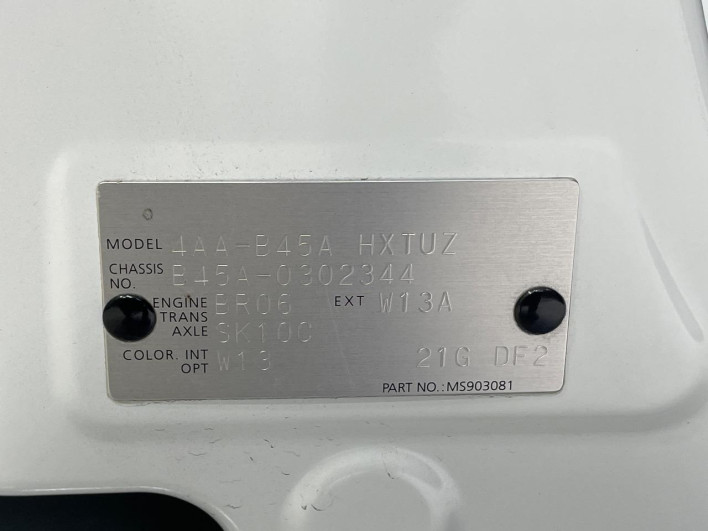 MODEL 4AA-B45A HXTUZ
CHASSIS NO. B45A-0302344
ENGINE BR06 EXT W13A
TRANS AXLE SK10C
COLOR. INT W13 21G DF2
OPT
PART NO.: MS903081